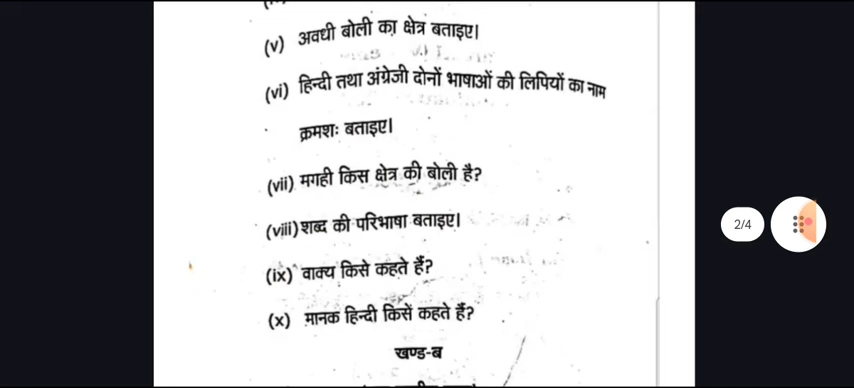 (v) अवधी बोली का क्षेत्र बताइए।
(vi) हिन्दी तथा अंग्रेजी दोनों भाषाओं की लिपियों का नाम
क्रमशः बताइए।
(vii) मगही किस क्षेत्र की बोली है?
2/4
(viii) शब्द की परिभाषा बताइए।
(ix) वाक्य किसे कहते हैं?
(x) मानक हिन्दी किसे कहते हैं?
खण्ड-ब